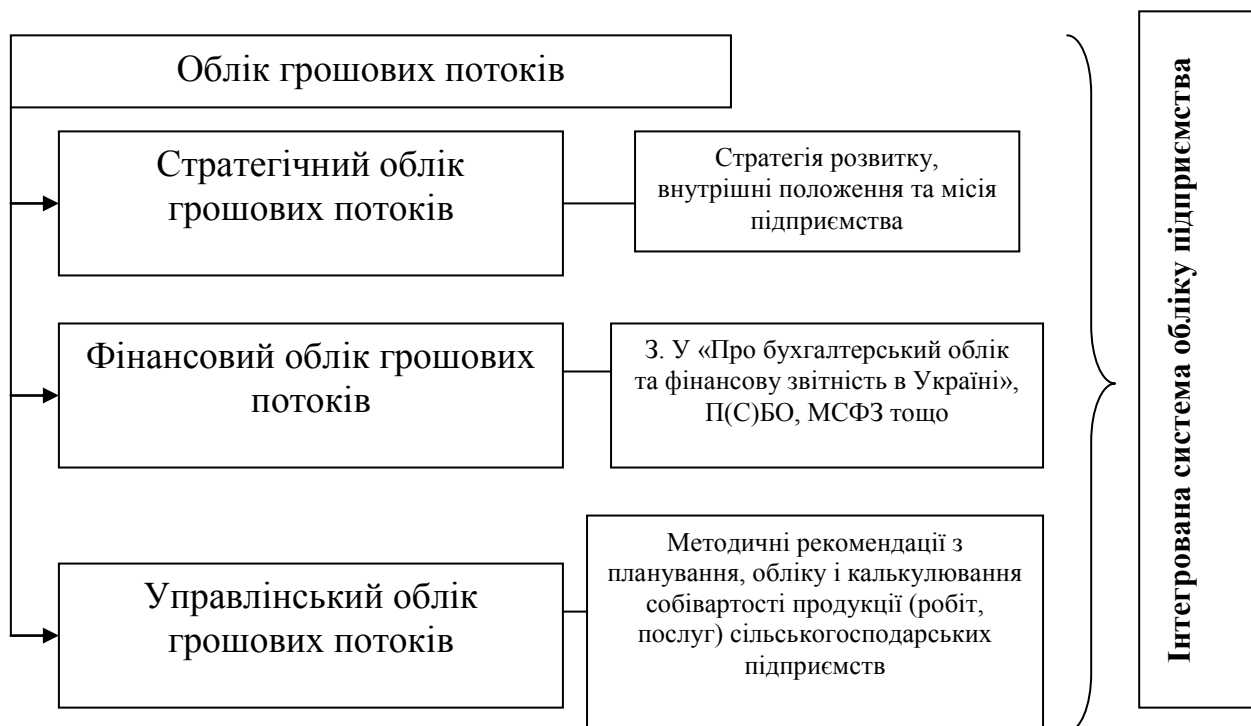 Облік грошових потоків
Стратегічний облік
грошових потоків
Стратегія розвитку,
внутрішні положення та місія
підприємства
Фінансовий облік грошових
потоків
З. У «Про бухгалтерський облік
та фінансову звітність в Україні»,
П(С)БО, МСФЗ тощо
Управлінський облік
грошових потоків
Методичні рекомендації з
планування, обліку і калькулювання
собівартості продукції (робіт,
послуг) сільськогосподарських
підприємств
Інтегрована система обліку підприємства